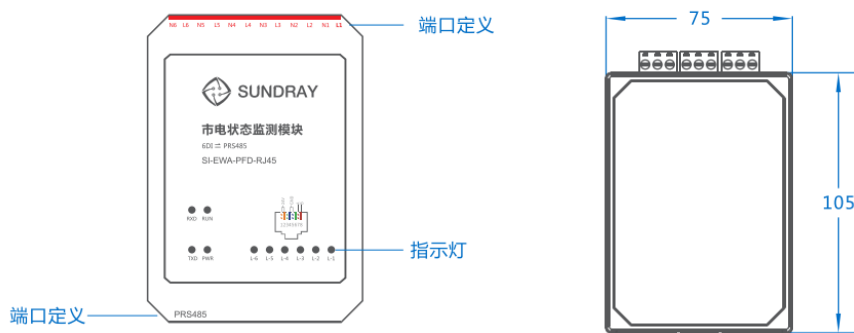 N6 L6 N5 L5 N4 L4 N3 L3 N2 L2 N1 L1
端口定义
SUNDRAY
市电状态监测模块
6DI ⇌ PRS485
SI-EWA-PFD-RJ45
RXD RUN
12345678
TXD PWR
L-6 L-5 L-4 L-3 L-2 L-1
指示灯
端口定义
PRS485
75
105